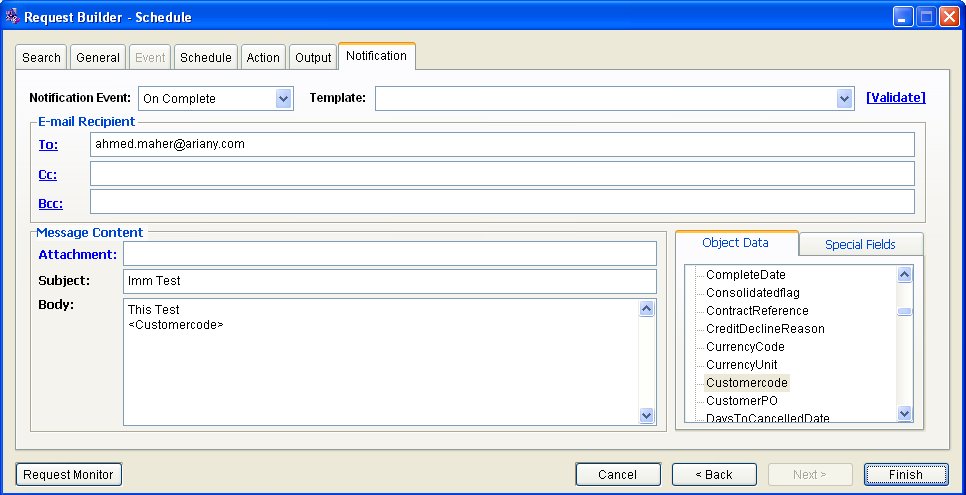 Request Builder - Schedule
Search General Event Schedule Action Output Notification
Notification Event: On Complete Template: [Validate]
E-mail Recipient
To: ahmed.maher@ariany.com
Cc:
Bcc:
Message Content
Attachment:
Subject: Imm Test
Body: This Test
<Customercode>
Object Data Special Fields
CompleteDate
Consolidatedflag
ContractReference
CreditDeclineReason
CurrencyCode
CurrencyUnit
Customercode
CustomerPO
DaysToCancelledDate
Request Monitor Cancel < Back Next > Finish